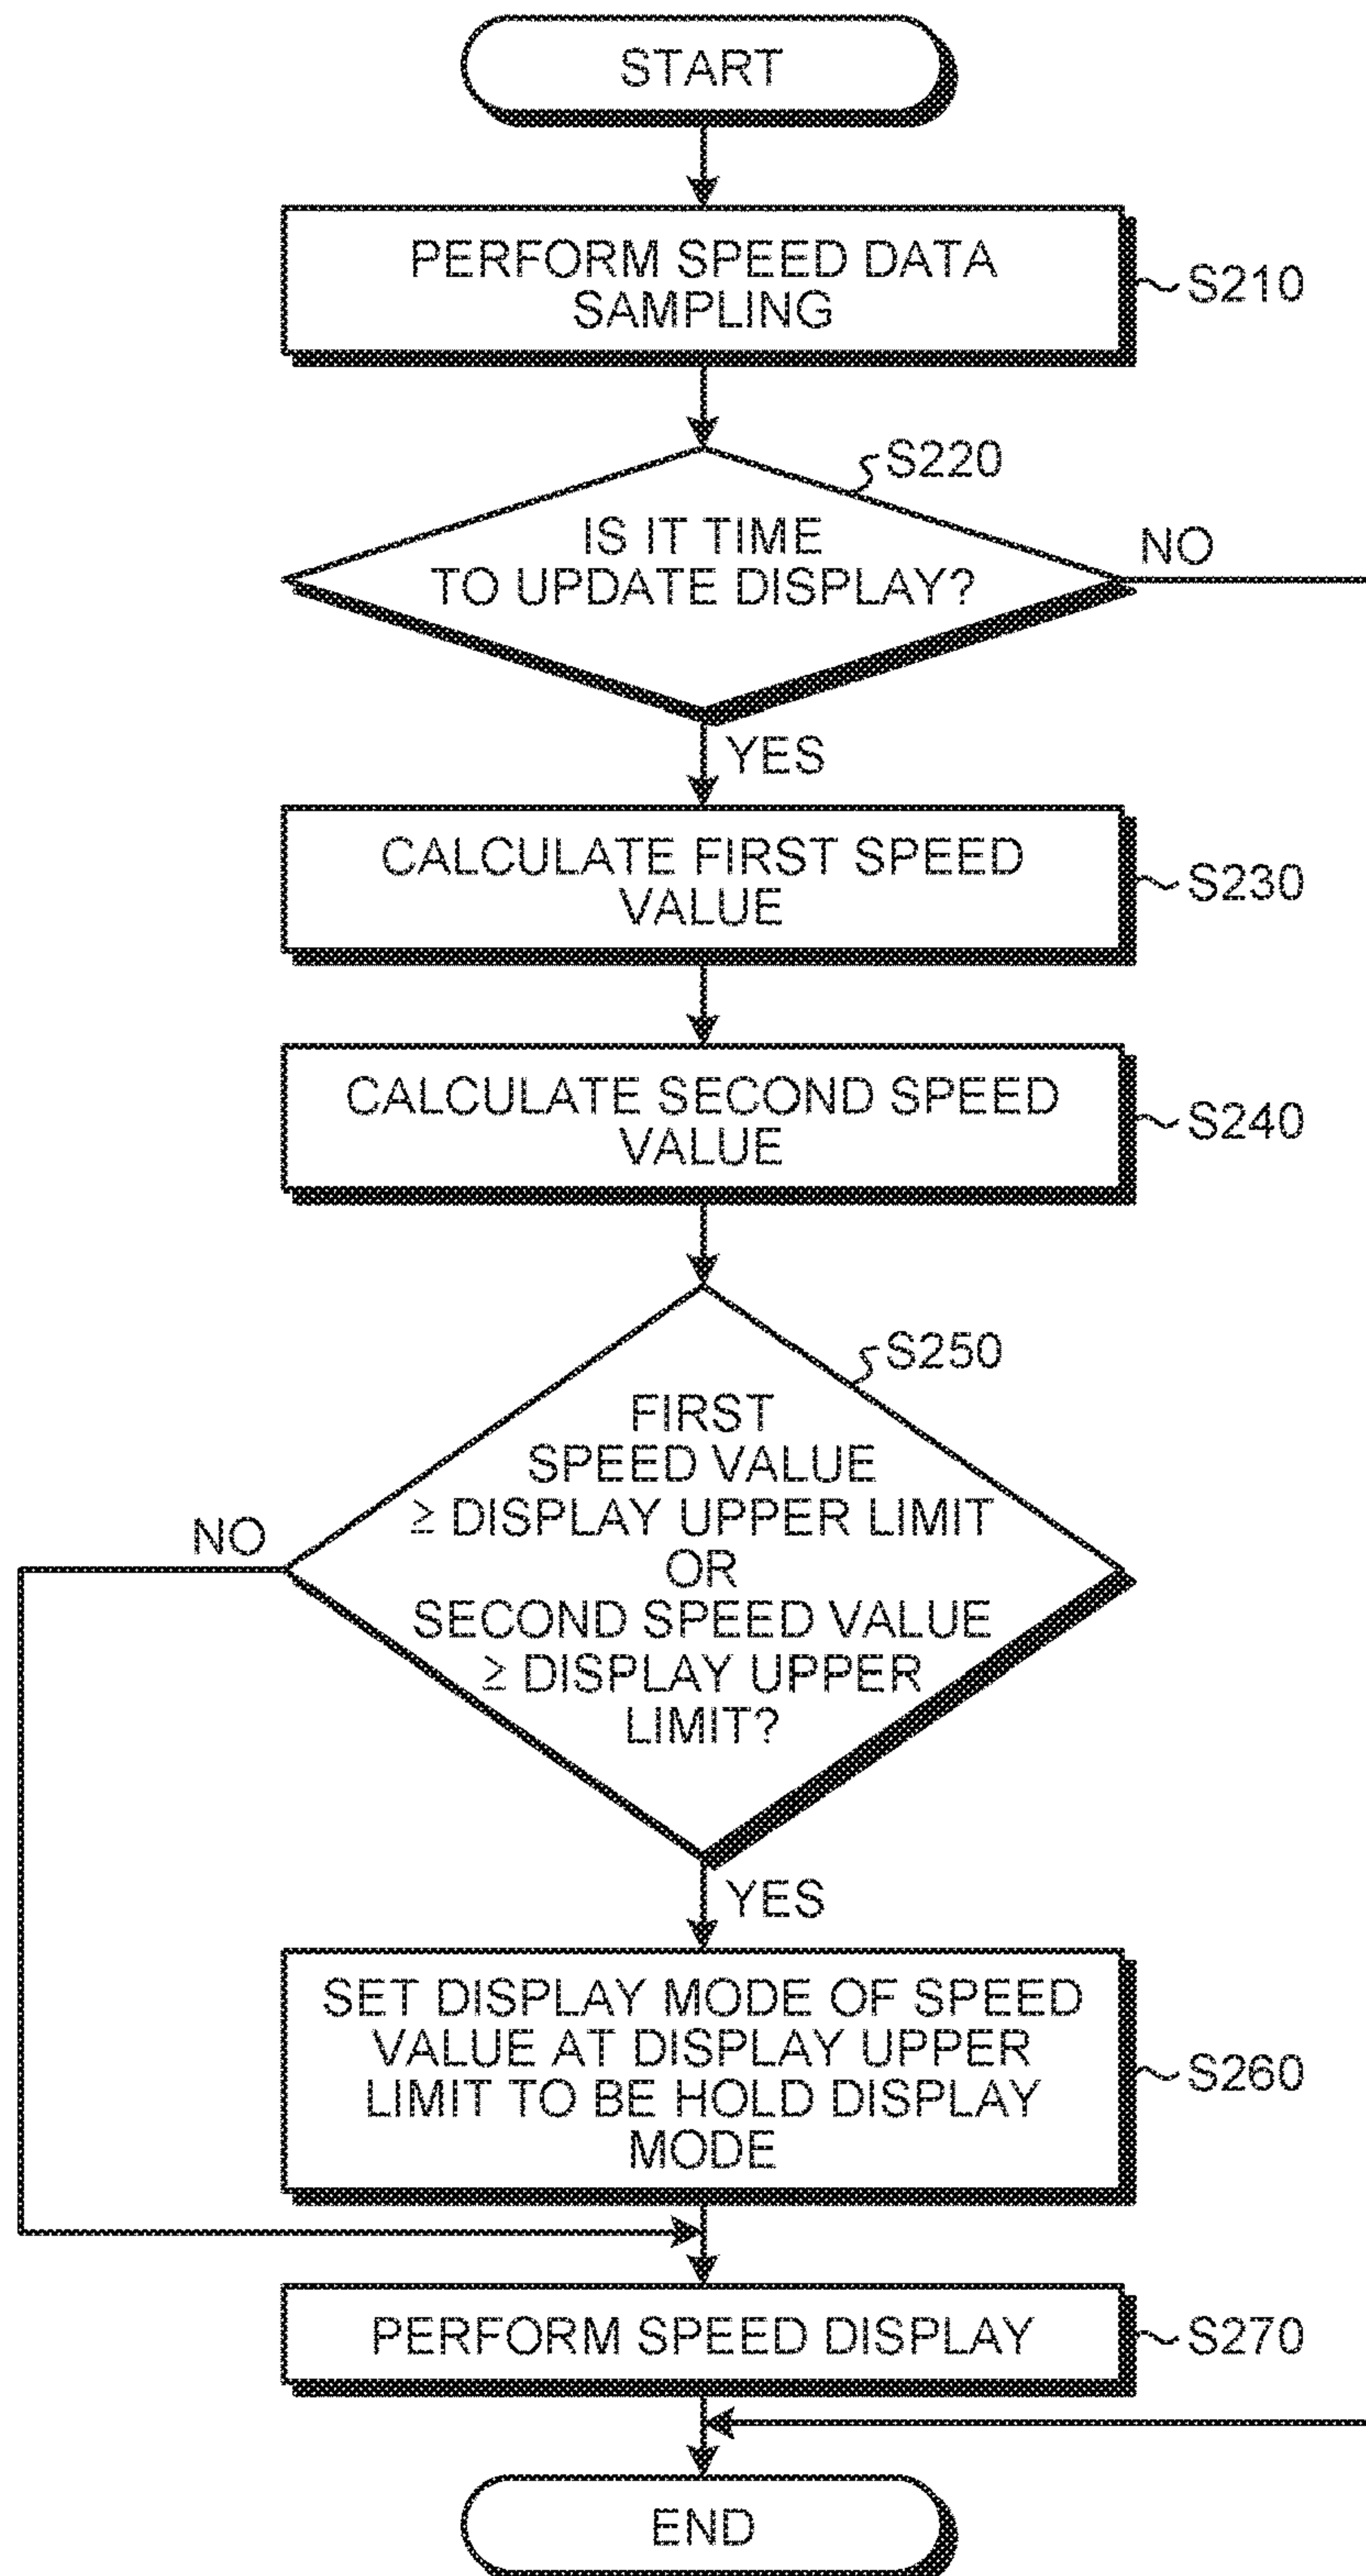 START
PERFORM SPEED DATA
SAMPLING
S210
S220
IS IT TIME
TO UPDATE DISPLAY?
NO
YES
CALCULATE FIRST SPEED
VALUE
S230
CALCULATE SECOND SPEED
VALUE
S240
S250
FIRST
SPEED VALUE
≥ DISPLAY UPPER LIMIT
OR
SECOND SPEED VALUE
≥ DISPLAY UPPER
LIMIT?
NO
YES
SET DISPLAY MODE OF SPEED
VALUE AT DISPLAY UPPER
LIMIT TO BE HOLD DISPLAY
MODE
S260
PERFORM SPEED DISPLAY
S270
END